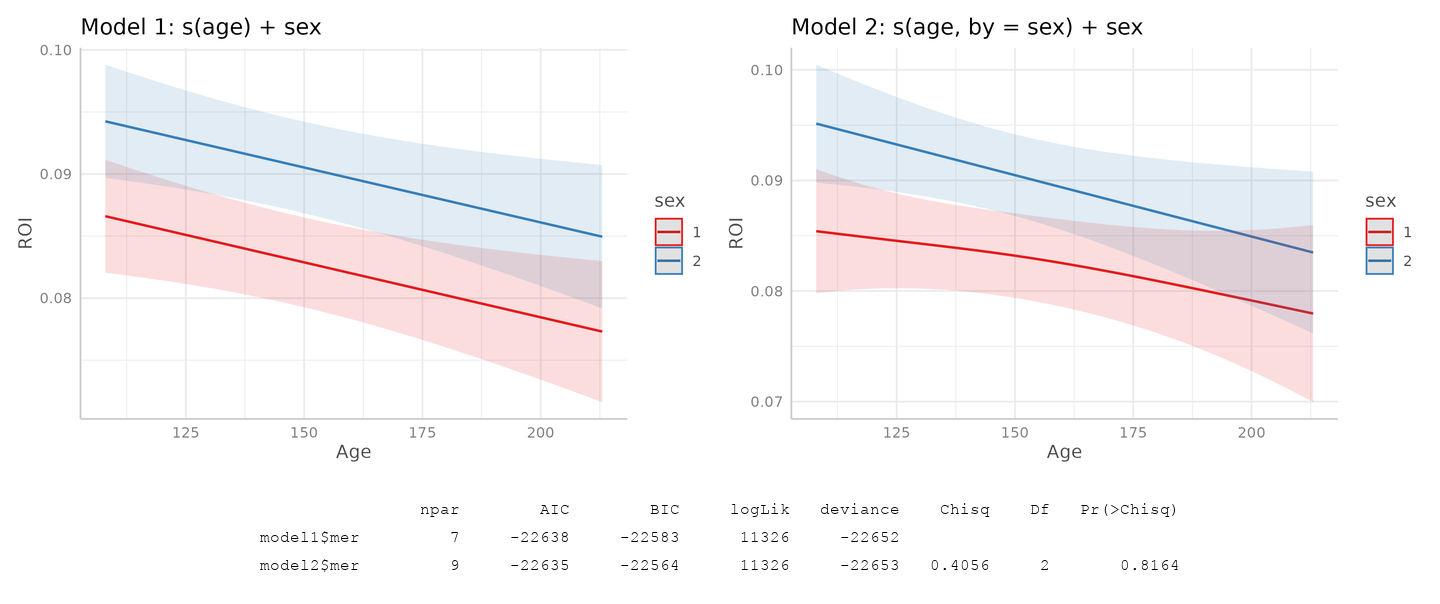 Model 1: s(age) + sex
0.10
0.09
0.08
ROI
125 150 175 200
Age
sex
1
2
Model 2: s(age, by = sex) + sex
0.10
0.09
0.08
0.07
ROI
125 150 175 200
Age
sex
1
2
npar AIC BIC logLik deviance Chisq Df Pr(>Chisq)
model1$mer 7 -22638 -22583 11326 -22652
model2$mer 9 -22635 -22564 11326 -22653 0.4056 2 0.8164